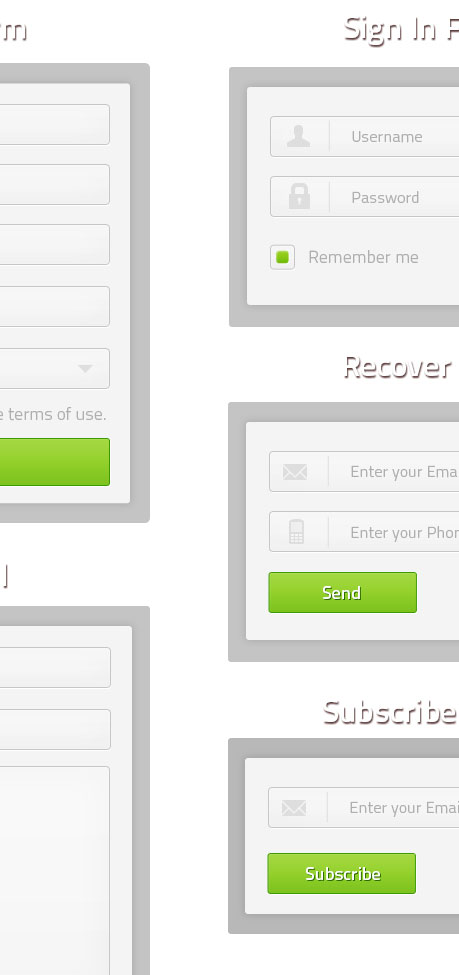 rm
e terms of use.
l
Sign In F
Username
Password
Remember me
Recover
Enter your Ema
Enter your Phon
Send
Subscribe
Enter your Emai
Subscribe